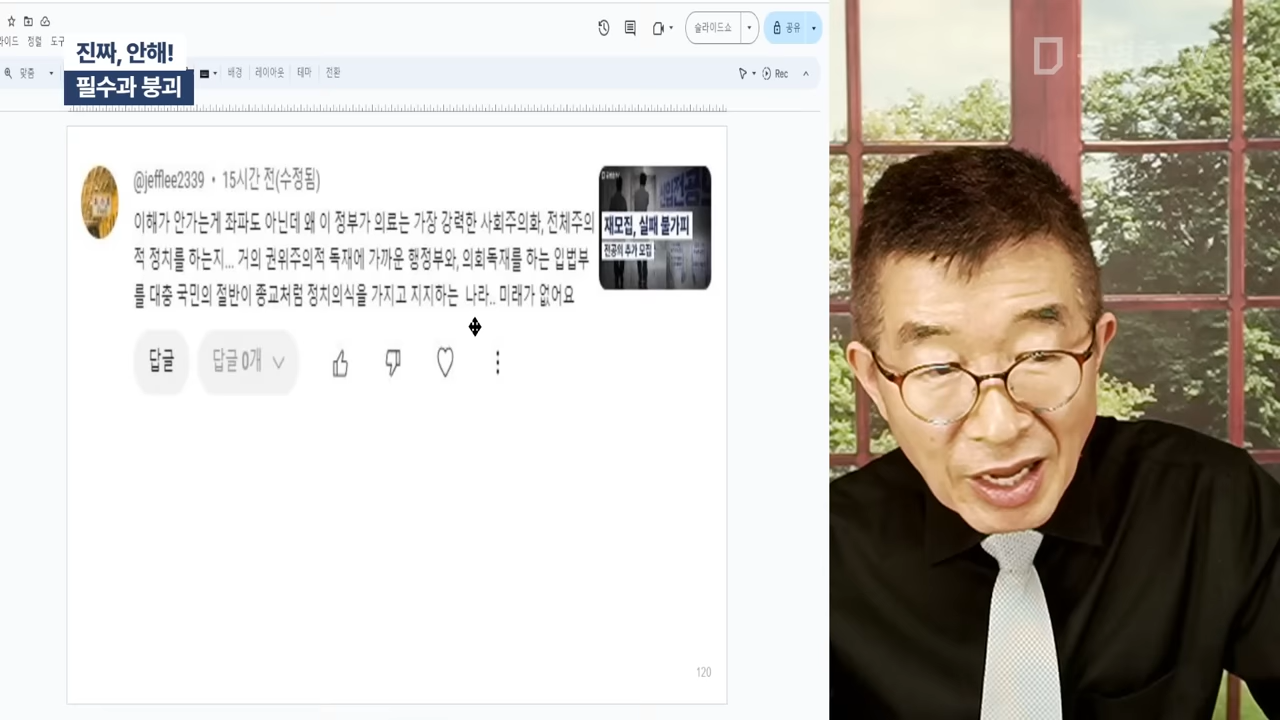 진짜, 안해!
필수과 붕괴
정렬
슬라이드쇼
공유
맞춤
배경
레이아웃
테마
전환
Rec
@jefflee2339 • 15시간 전(수정됨)
이해가 안가는게 좌파도 아닌데 왜 이 정부가 의료는 가장 강력한 사회주의화, 전체주의
적 정치를 하는지... 거의 권위주의적 독재에 가까운 행정부와, 의회독재를 하는 입법부
를 대충 국민의 절반이 종교처럼 정치의식을 가지고 지지하는 나라.. 미래가 없어요
재모집, 실패 불가피
전공의 추가 모집
답글
답글 0개
120